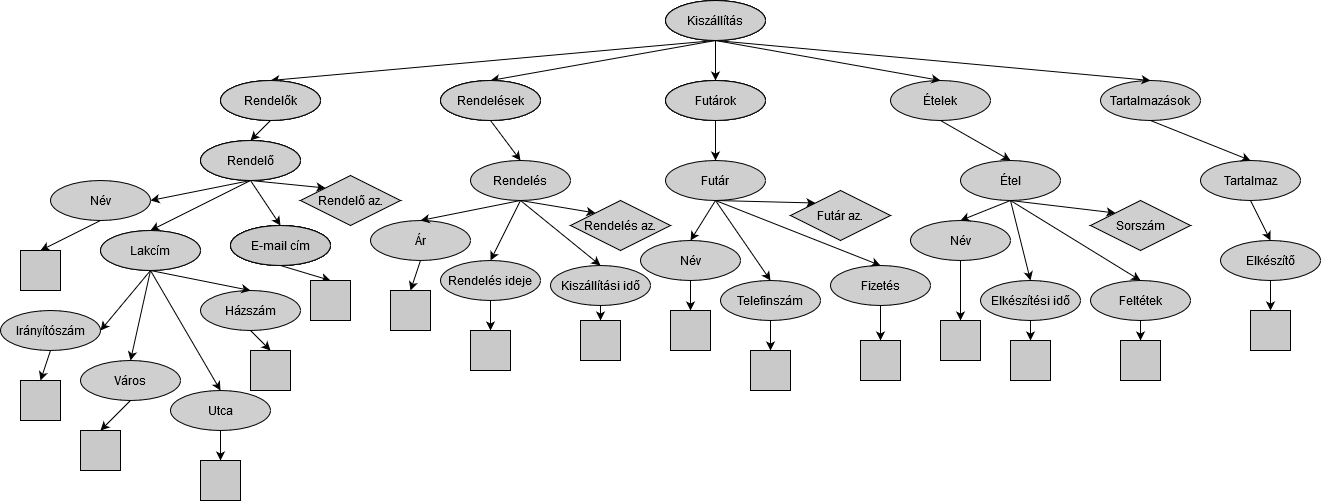 Kiszállítás
Rendelők
Rendelések
Futárok
Ételek
Tartalmazások
Rendelő
Rendelés
Futár
Étel
Tartalmaz
Név
Rendelő az.
Lakcím
E-mail cím
Ár
Rendelés az.
Rendelés ideje
Kiszállítási idő
Futár az.
Név
Telefinszám
Fizetés
Név
Sorszám
Elkészítési idő
Feltétek
Elkészítő
Irányítószám
Házszám
Város
Utca